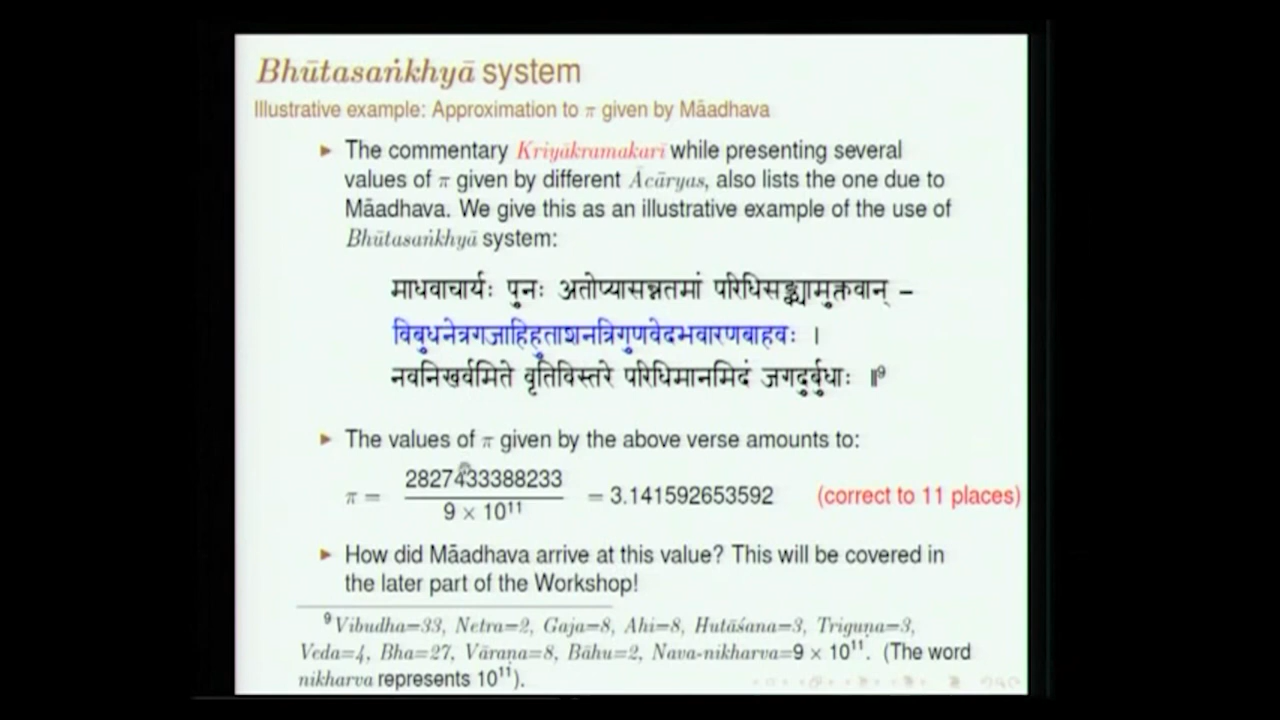 Bhūtasaṅkhyā system
Illustrative example: Approximation to π given by Māadhava
► The commentary Kriyākramakarī while presenting several
values of π given by different Ācāryas, also lists the one due to
Māadhava. We give this as an illustrative example of the use of
Bhūtasaṅkhyā system:
माधवाचार्यः पुनः अतोप्यासन्नतमां परिधिसङ्ख्यामुक्तवान् –
विबुधनेत्रगजाहिहुताशनत्रिगुणवेदभवारणबाहवः ।
नवनिखर्वमिते वृतिविस्तरे परिधिमानमिदं जगदुर्बुधाः ॥9
► The values of π given by the above verse amounts to:
π = 2827433388233 / 9 × 10¹¹ = 3.141592653592 (correct to 11 places)
► How did Māadhava arrive at this value? This will be covered in
the later part of the Workshop!
9 Vibudha=33, Netra=2, Gaja=8, Ahi=8, Hutāśana=3, Triguṇa=3,
Veda=4, Bha=27, Vāraṇa=8, Bāhu=2, Nava-nikharva=9 × 10¹¹. (The word
nikharva represents 10¹¹).